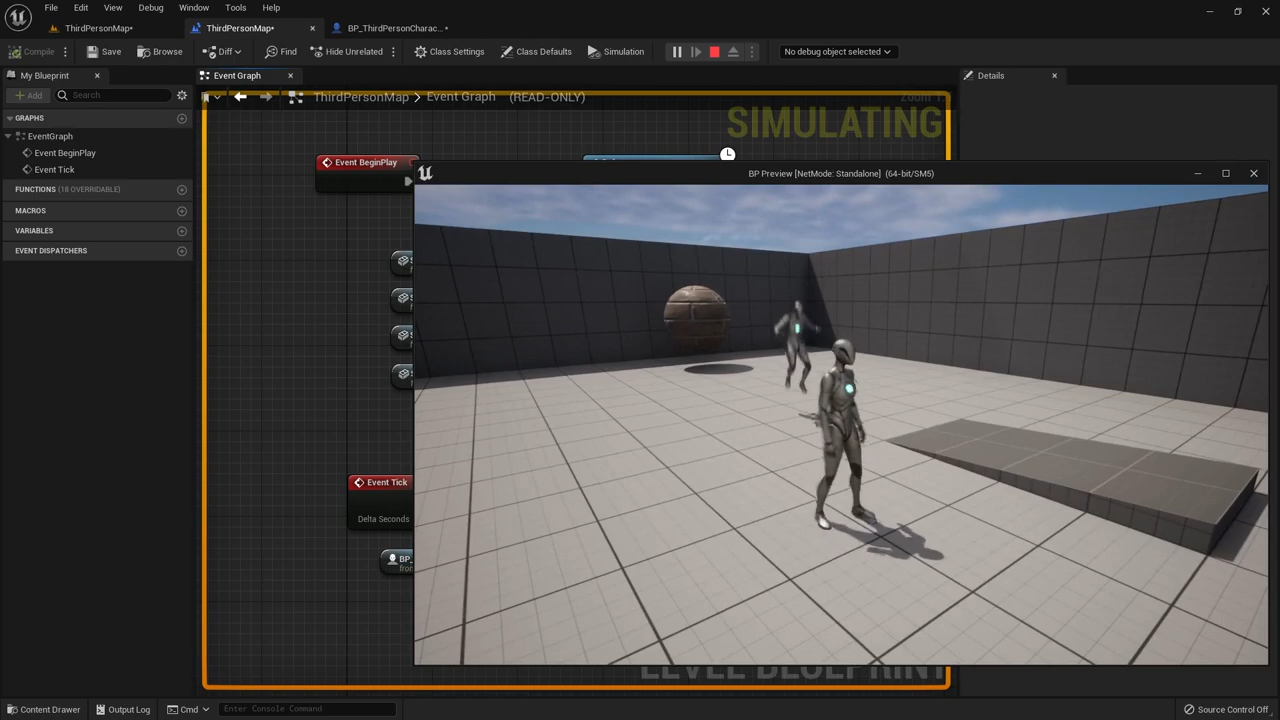 File Edit View Debug Window Tools Help
ThirdPersonMap• ThirdPersonMap• BP_ThirdPersonCharac...•
Compile Save Browse Diff Find Hide Unrelated Class Settings Class Defaults Simulation No debug object selected
My Blueprint Event Graph Details
Add Search
ThirdPersonMap > Event Graph (READ-ONLY)
SIMULATING
GRAPHS
EventGraph
Event BeginPlay
Event Tick
FUNCTIONS (18 OVERRIDABLE)
MACROS
VARIABLES
EVENT DISPATCHERS
Event BeginPlay
BP Preview [NetMode: Standalone] (64-bit/SM5)
Event Tick
Delta Seconds
BP_
LEVEL BLUEPRINT
Content Drawer Output Log Cmd Enter Console Command Source Control Off